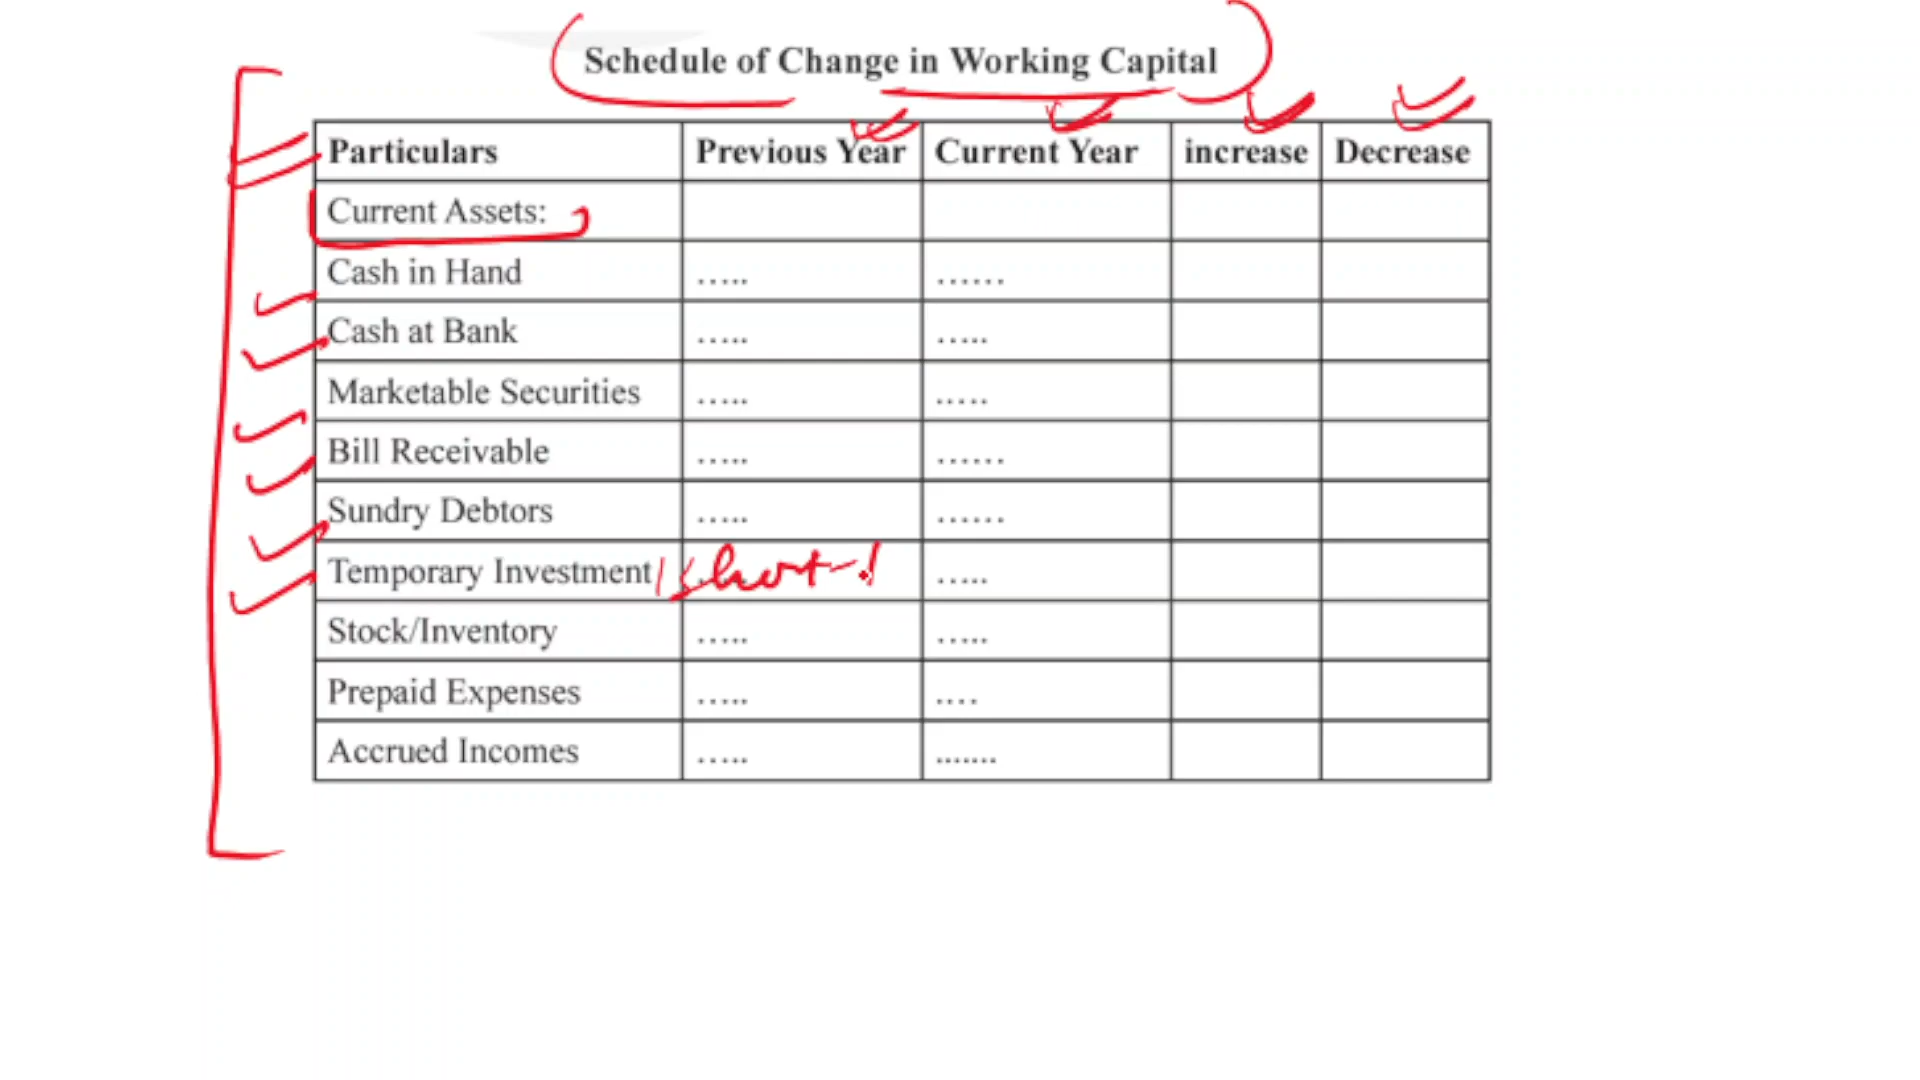 Schedule of Change in Working Capital
Particulars Previous Year Current Year increase Decrease
Current Assets:
Cash in Hand ..... ......
Cash at Bank ..... .....
Marketable Securities ..... .....
Bill Receivable ..... ......
Sundry Debtors ..... ......
Temporary Investment / Short- .....
Stock/Inventory ..... .....
Prepaid Expenses ..... ....
Accrued Incomes ..... .......